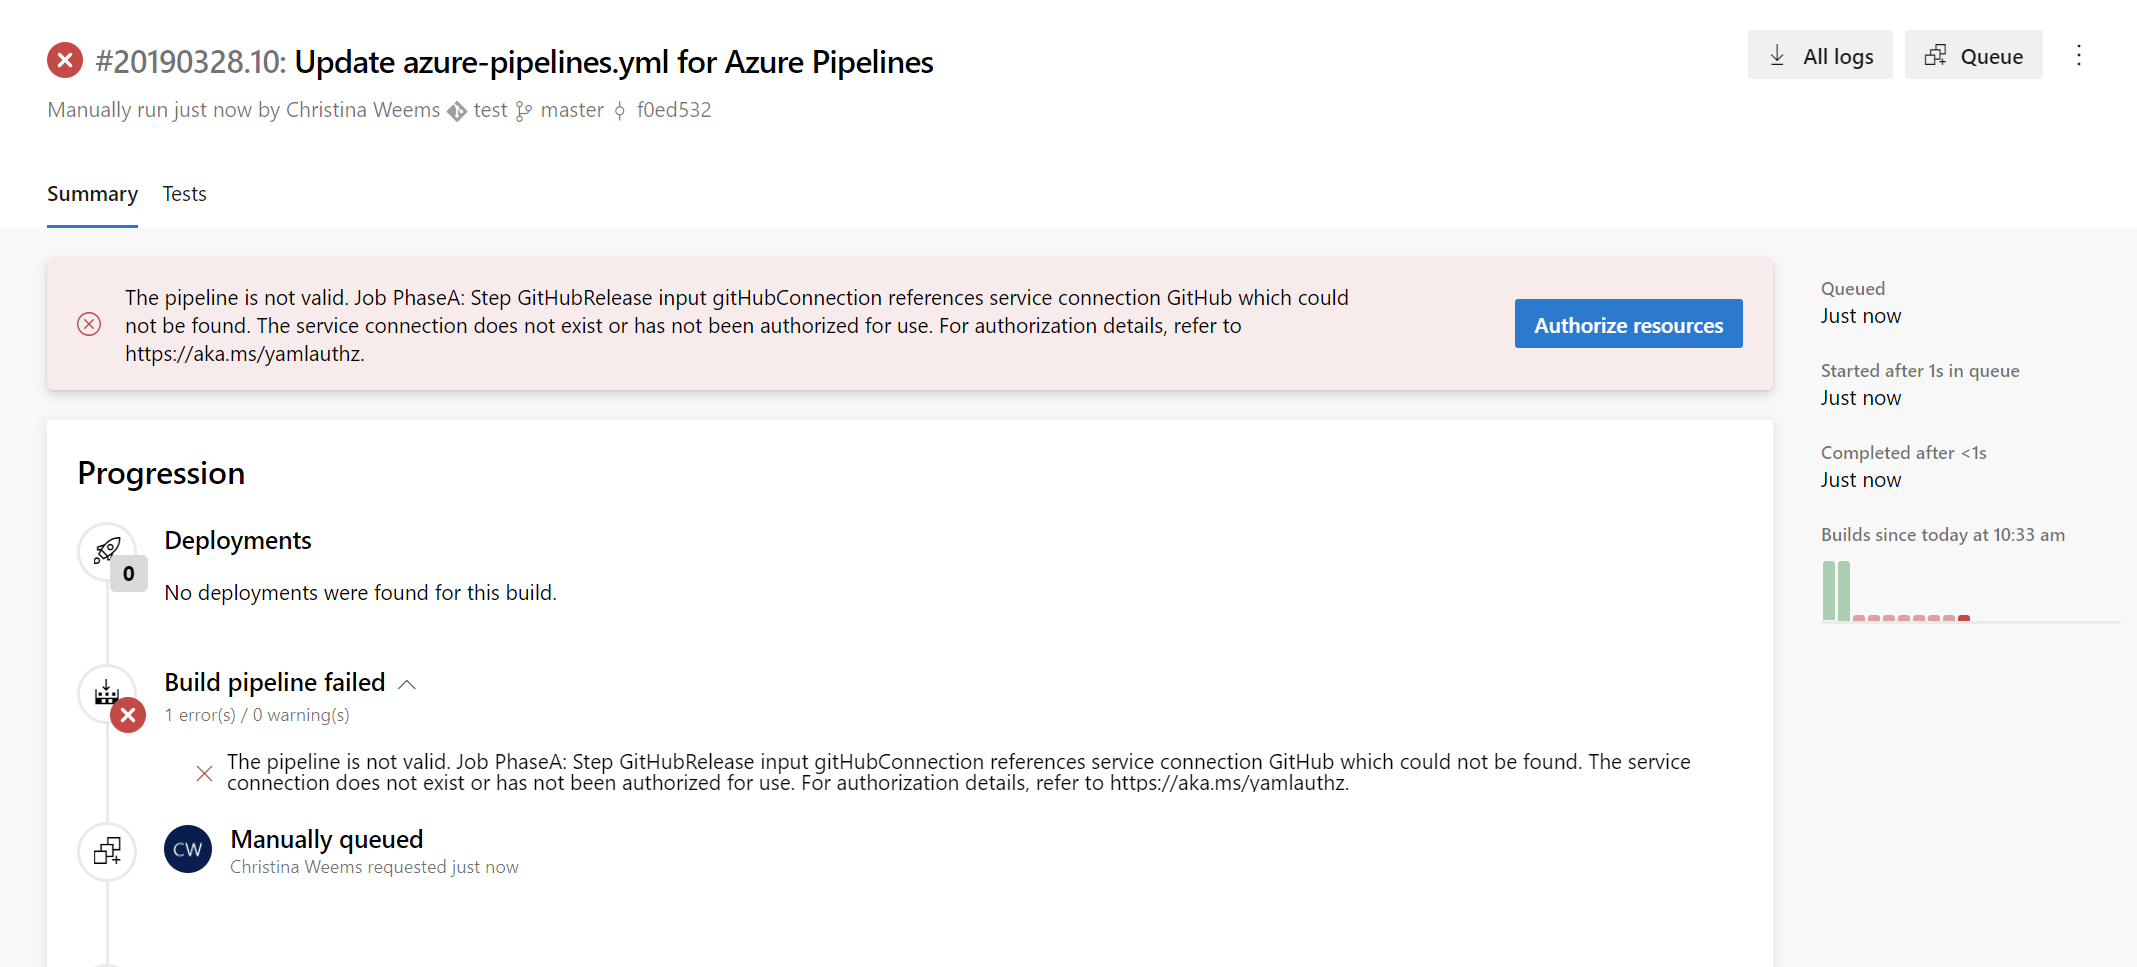 #20190328.10: Update azure-pipelines.yml for Azure Pipelines
All logs
Queue
Manually run just now by Christina Weems test master f0ed532
Summary
Tests
The pipeline is not valid. Job PhaseA: Step GitHubRelease input gitHubConnection references service connection GitHub which could
not be found. The service connection does not exist or has not been authorized for use. For authorization details, refer to
https://aka.ms/yamlauthz.
Authorize resources
Queued
Just now
Started after 1s in queue
Just now
Completed after <1s
Just now
Builds since today at 10:33 am
Progression
Deployments
0
No deployments were found for this build.
Build pipeline failed
1 error(s) / 0 warning(s)
The pipeline is not valid. Job PhaseA: Step GitHubRelease input gitHubConnection references service connection GitHub which could not be found. The service
connection does not exist or has not been authorized for use. For authorization details, refer to https://aka.ms/yamlauthz.
CW
Manually queued
Christina Weems requested just now